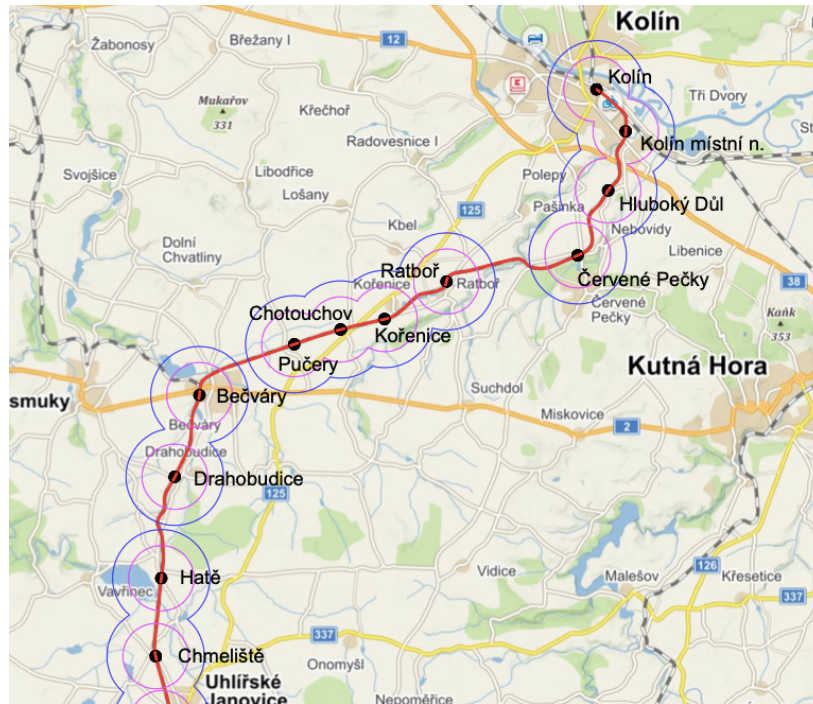 Kolín
Žabonosy
Břežany I
12
Kolín
Tři Dvory
Mukařov
331
Křečhoř
Radovesnice I
Kolín místní n.
Svojšice
Libodřice
Polepy
Lošany
Pašinka
Hluboký Důl
125
Kbel
Nebovidy
Dolní
Chvatliny
Libenice
Ratboř
Červené Pečky
Kořenice
Ratboř
38
Chotouchov
Červené
Pečky
Kaňk
353
Kořenice
Pučery
Kutná Hora
Suchdol
smuky
Bečváry
Miskovice
2
Bečváry
Drahobudice
Drahobudice
125
126
Vidice
Hatě
Malešov
Křesetice
Vavřinec
337
337
Chmeliště
Onomyšl
Uhlířské
Janovice
Nepoměřice